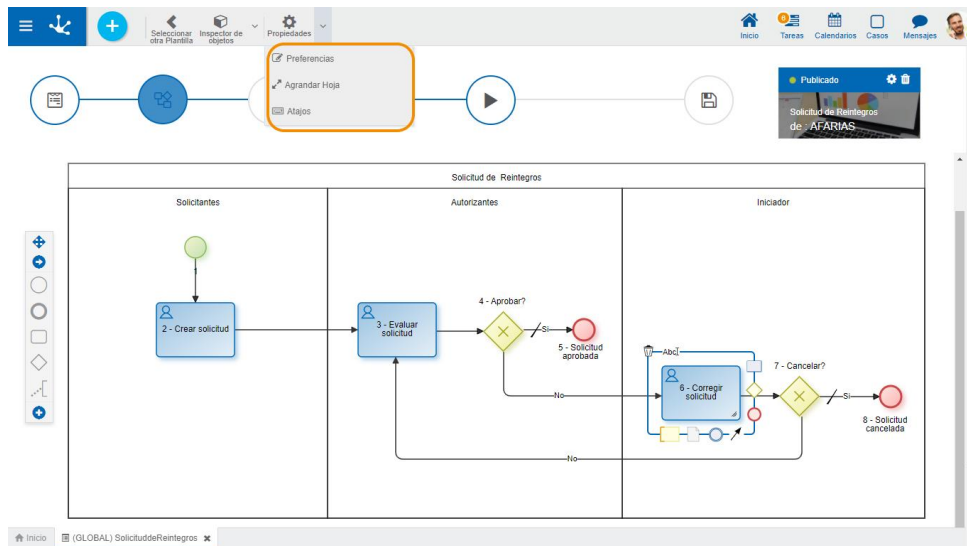 Seleccionar
otra Plantilla
Inspector de
objetos
Propiedades
Inicio
Tareas
Calendarios
Casos
Mensajes
Preferencias
Agrandar Hoja
Atajos
Publicado
Solicitud de Reintegros
de : AFARIAS
Solicitud de Reintegros
Solicitantes
Autorizantes
Iniciador
1
2 - Crear solicitud
3 - Evaluar
solicitud
4 - Aprobar?
Si
5 - Solicitud
aprobada
No
Abc
6 - Corregir
solicitud
7 - Cancelar?
Si
8 - Solicitud
cancelada
No
Inicio
(GLOBAL) SolicituddeReintegros